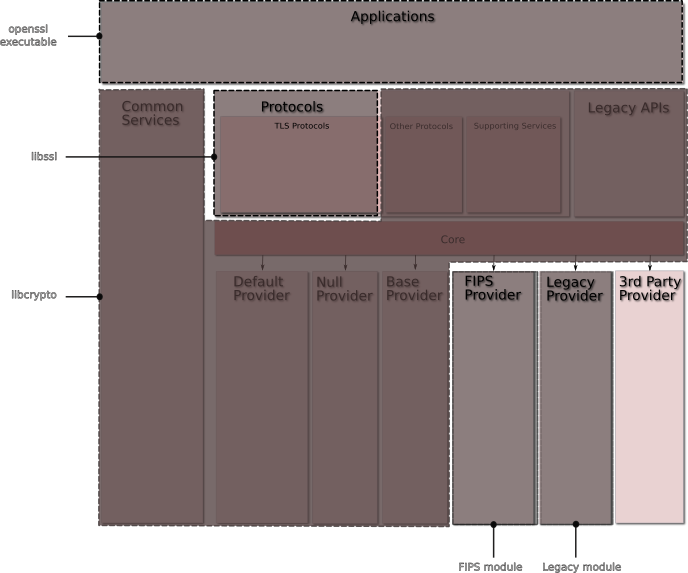 Applications
openssl
executable
Common
Services
Protocols
TLS Protocols
Other Protocols
Supporting Services
Legacy APIs
libssl
Core
Default
Provider
Null
Provider
Base
Provider
FIPS
Provider
Legacy
Provider
3rd Party
Provider
libcrypto
FIPS module
Legacy module